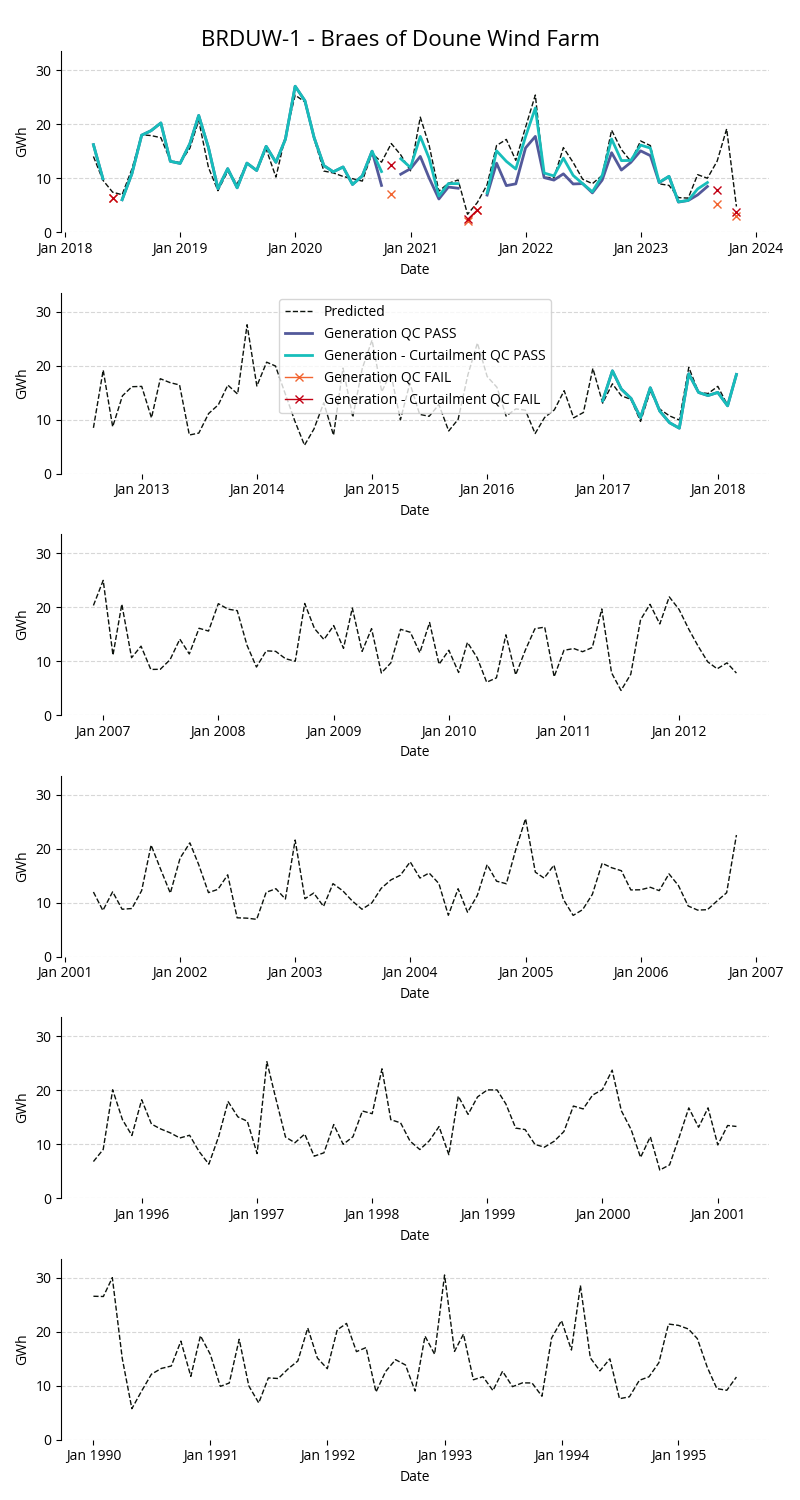 BRDUW-1 - Braes of Doune Wind Farm
30
20
10
0
GWh
Jan 2018 Jan 2019 Jan 2020 Jan 2021 Jan 2022 Jan 2023 Jan 2024
Date
30
20
10
0
GWh
Predicted
Generation QC PASS
Generation - Curtailment QC PASS
Generation QC FAIL
Generation - Curtailment QC FAIL
Jan 2013 Jan 2014 Jan 2015 Jan 2016 Jan 2017 Jan 2018
Date
30
20
10
0
GWh
Jan 2007 Jan 2008 Jan 2009 Jan 2010 Jan 2011 Jan 2012
Date
30
20
10
0
GWh
Jan 2001 Jan 2002 Jan 2003 Jan 2004 Jan 2005 Jan 2006 Jan 2007
Date
30
20
10
0
GWh
Jan 1996 Jan 1997 Jan 1998 Jan 1999 Jan 2000 Jan 2001
Date
30
20
10
0
GWh
Jan 1990 Jan 1991 Jan 1992 Jan 1993 Jan 1994 Jan 1995
Date